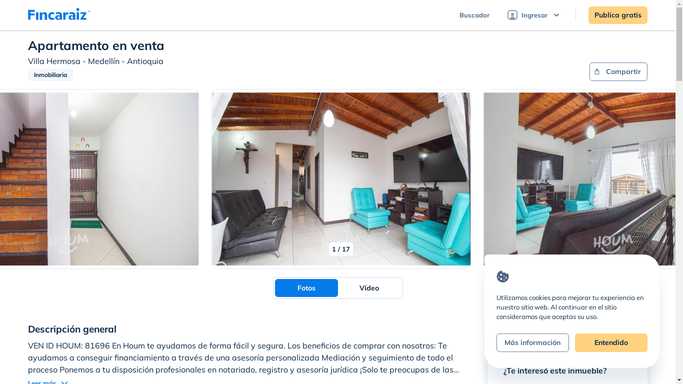 Fincaraiz
Buscador
Ingresar
Publica gratis
Apartamento en venta
Villa Hermosa - Medellín - Antioquia
Inmobiliaria
Compartir
HOUM
HOUM
1 / 17
Fotos
Video
Descripción general
VEN ID HOUM: 81696 En Houm te ayudamos de forma fácil y segura. Los beneficios de comprar con nosotros: Te
ayudamos a conseguir financiamiento a través de una asesoría personalizada Mediación y seguimiento de todo el
proceso Ponemos a tu disposición profesionales en notariado, registro y asesoría jurídica ¡Solo te preocupas de las...
Leer más
Utilizamos cookies para mejorar tu experiencia en
nuestro sitio web. Al continuar en el sitio
consideramos que aceptas su uso.
Más información
Entendido
¿Te interesó este inmueble?